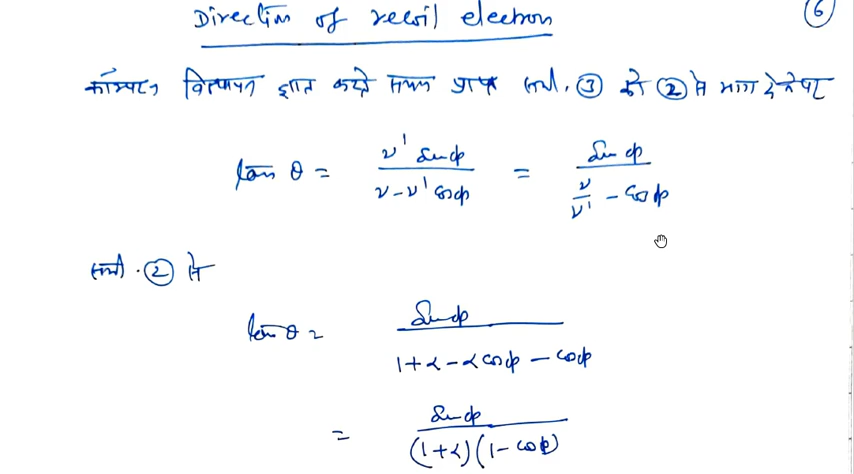 Direction of recoil electron
6
कॉम्पटन विस्थापन ज्ञात करते समय प्राप्त समी. ③ को ② से भाग देने पर
tan θ = ν' sin φ / ν - ν' cos φ = sin φ / ν/ν' - cos φ
समी. ② से
tan θ = sin φ / 1 + α - α cos φ - cos φ
= sin φ / (1 + α)(1 - cos φ)